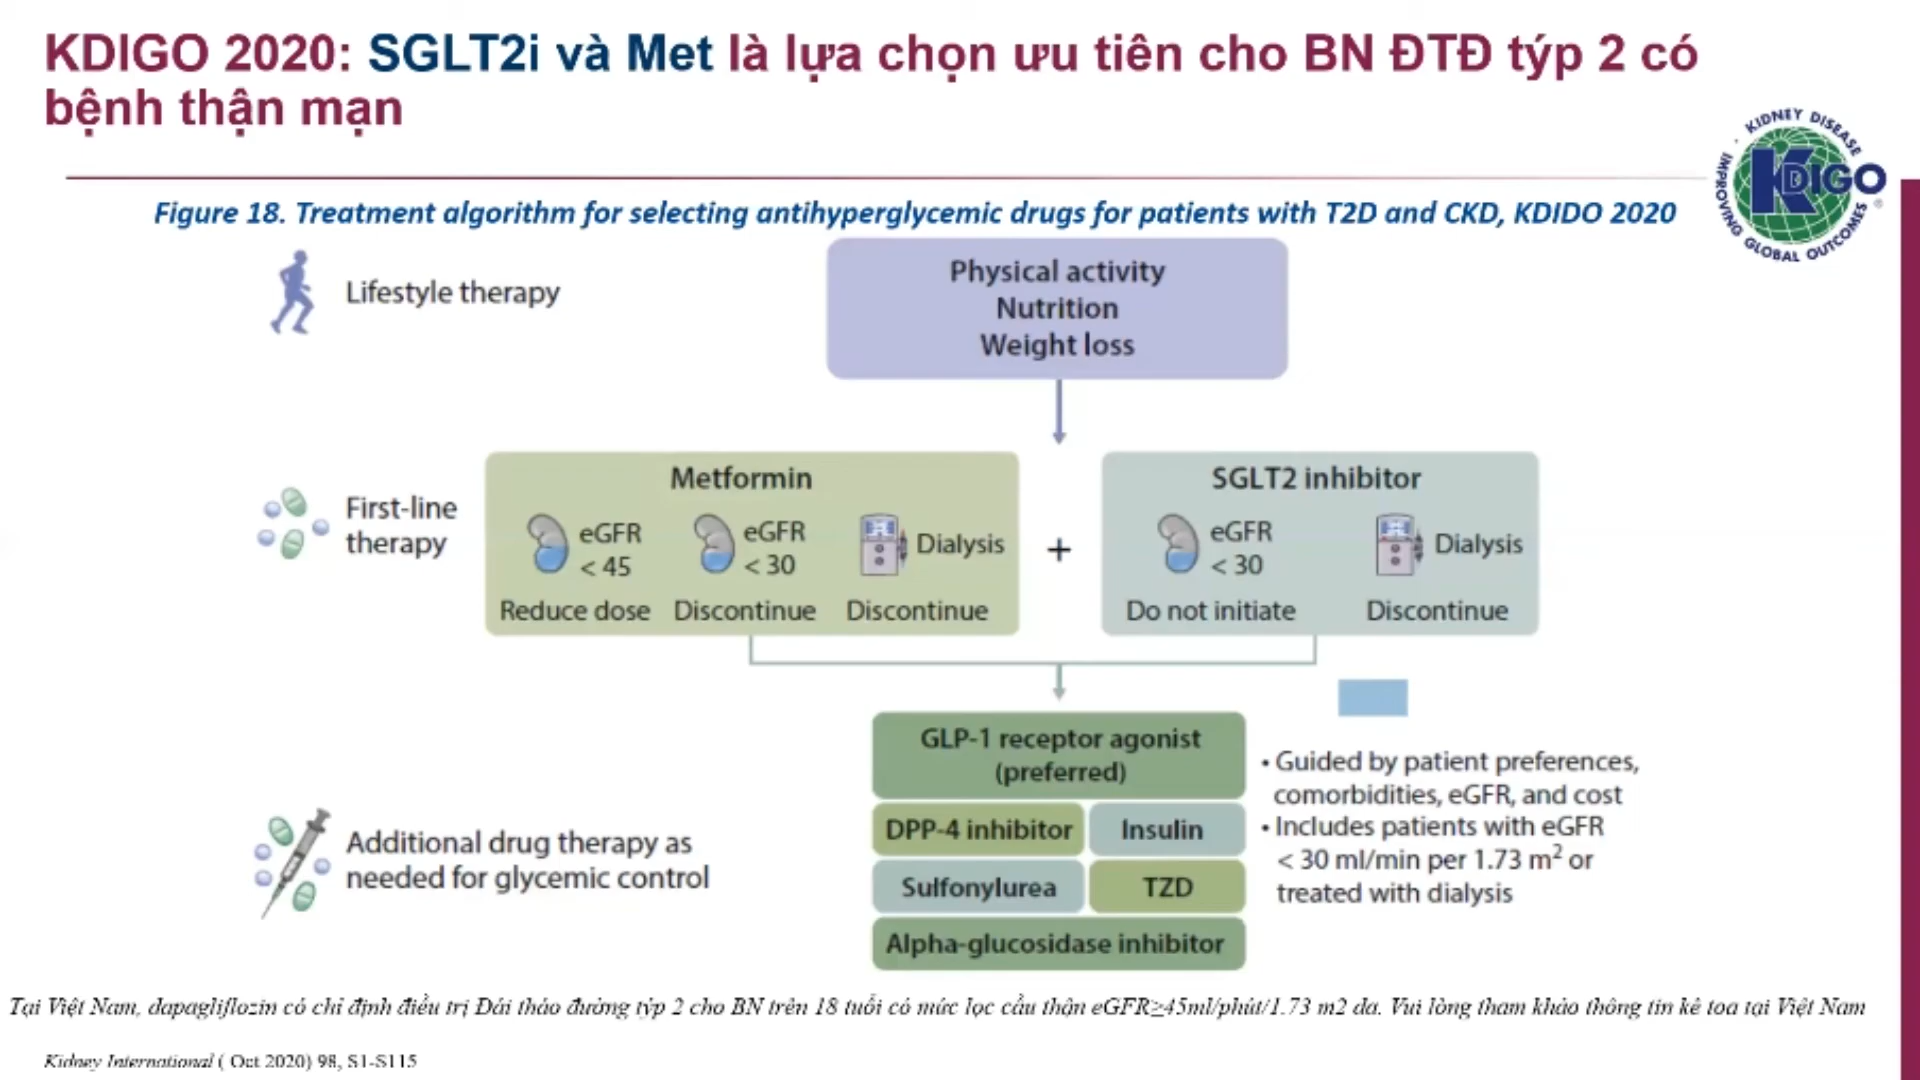 KDIGO 2020: SGLT2i và Met là lựa chọn ưu tiên cho BN ĐTĐ týp 2 có
bệnh thận mạn
KIDNEY DISEASE
KDIGO
IMPROVING GLOBAL OUTCOMES
Figure 18. Treatment algorithm for selecting antihyperglycemic drugs for patients with T2D and CKD, KDIDO 2020
Lifestyle therapy
Physical activity
Nutrition
Weight loss
First-line
therapy
Metformin
eGFR
< 45
Reduce dose
eGFR
< 30
Discontinue
Dialysis
Discontinue
+
SGLT2 inhibitor
eGFR
< 30
Do not initiate
Dialysis
Discontinue
Additional drug therapy as
needed for glycemic control
GLP-1 receptor agonist
(preferred)
DPP-4 inhibitor
Insulin
Sulfonylurea
TZD
Alpha-glucosidase inhibitor
• Guided by patient preferences,
comorbidities, eGFR, and cost
• Includes patients with eGFR
< 30 ml/min per 1.73 m² or
treated with dialysis
Tại Việt Nam, dapagliflozin có chỉ định điều trị Đái tháo đường týp 2 cho BN trên 18 tuổi có mức lọc cầu thận eGFR≥45ml/phút/1.73 m2 da. Vui lòng tham khảo thông tin kê toa tại Việt Nam
Kidney International ( Oct 2020) 98, S1-S115